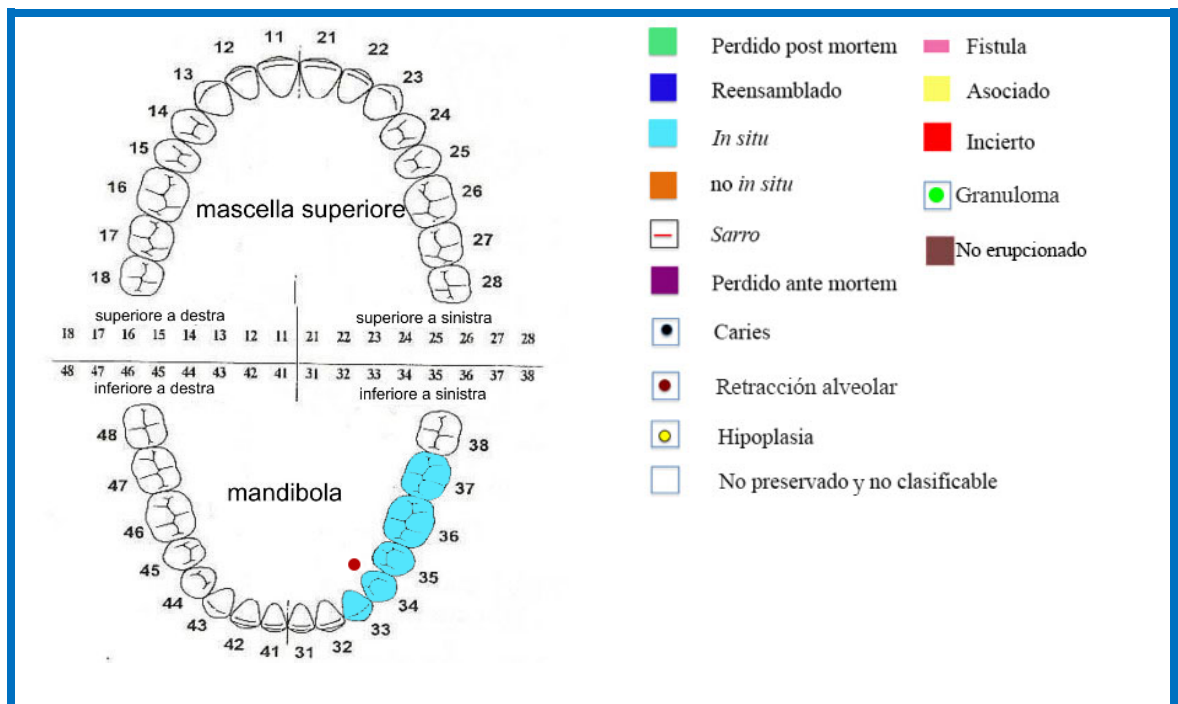 11 21
12 22
13 23
14 24
15 25
16 26
mascella superiore
17 27
18 28
superiore a destra superiore a sinistra
18 17 16 15 14 13 12 11 21 22 23 24 25 26 27 28
48 47 46 45 44 43 42 41 31 32 33 34 35 36 37 38
inferiore a destra inferiore a sinistra
48 38
47 37
mandibola
46 36
45 35
44 34
43 33
42 41 31 32
Perdido post mortem
Reensamblado
In situ
no in situ
Sarro
Perdido ante mortem
Caries
Retracción alveolar
Hipoplasia
No preservado y no clasificable
Fistula
Asociado
Incierto
Granuloma
No erupcionado